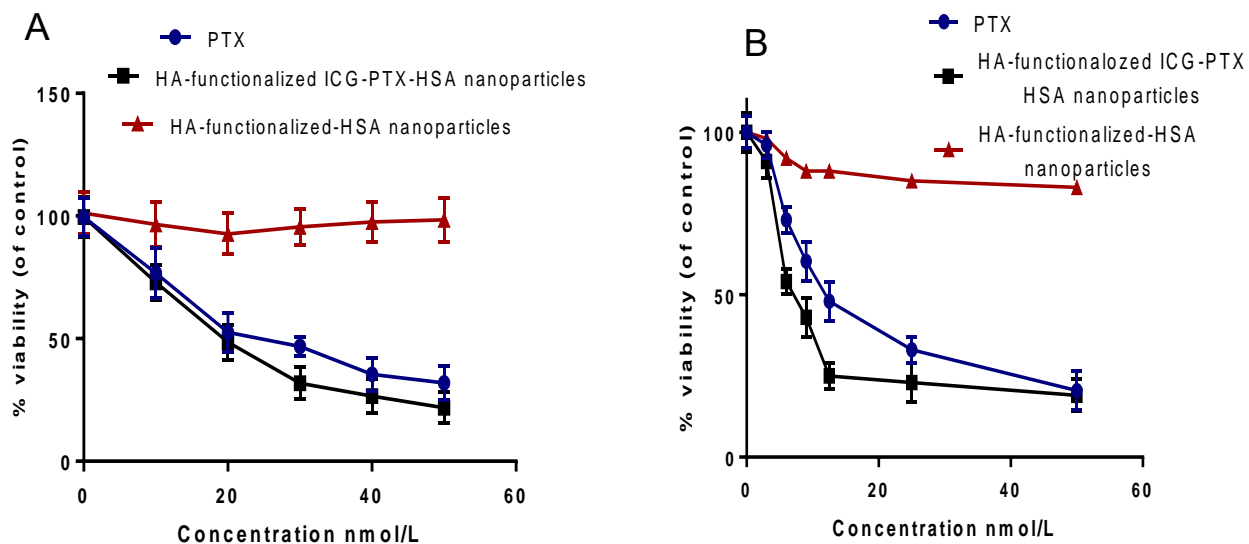 A
PTX
HA-functionalized ICG-PTX-HSA nanoparticles
HA-functionalized-HSA nanoparticles
150
100
50
0
% viability (of control)
0
20
40
60
Concentration nmol/L
B
PTX
HA-functionalozed ICG-PTX
HSA nanoparticles
HA-functionalized-HSA
nanoparticles
100
50
0
% viability (of control)
0
20
40
60
Concentration nmol/L